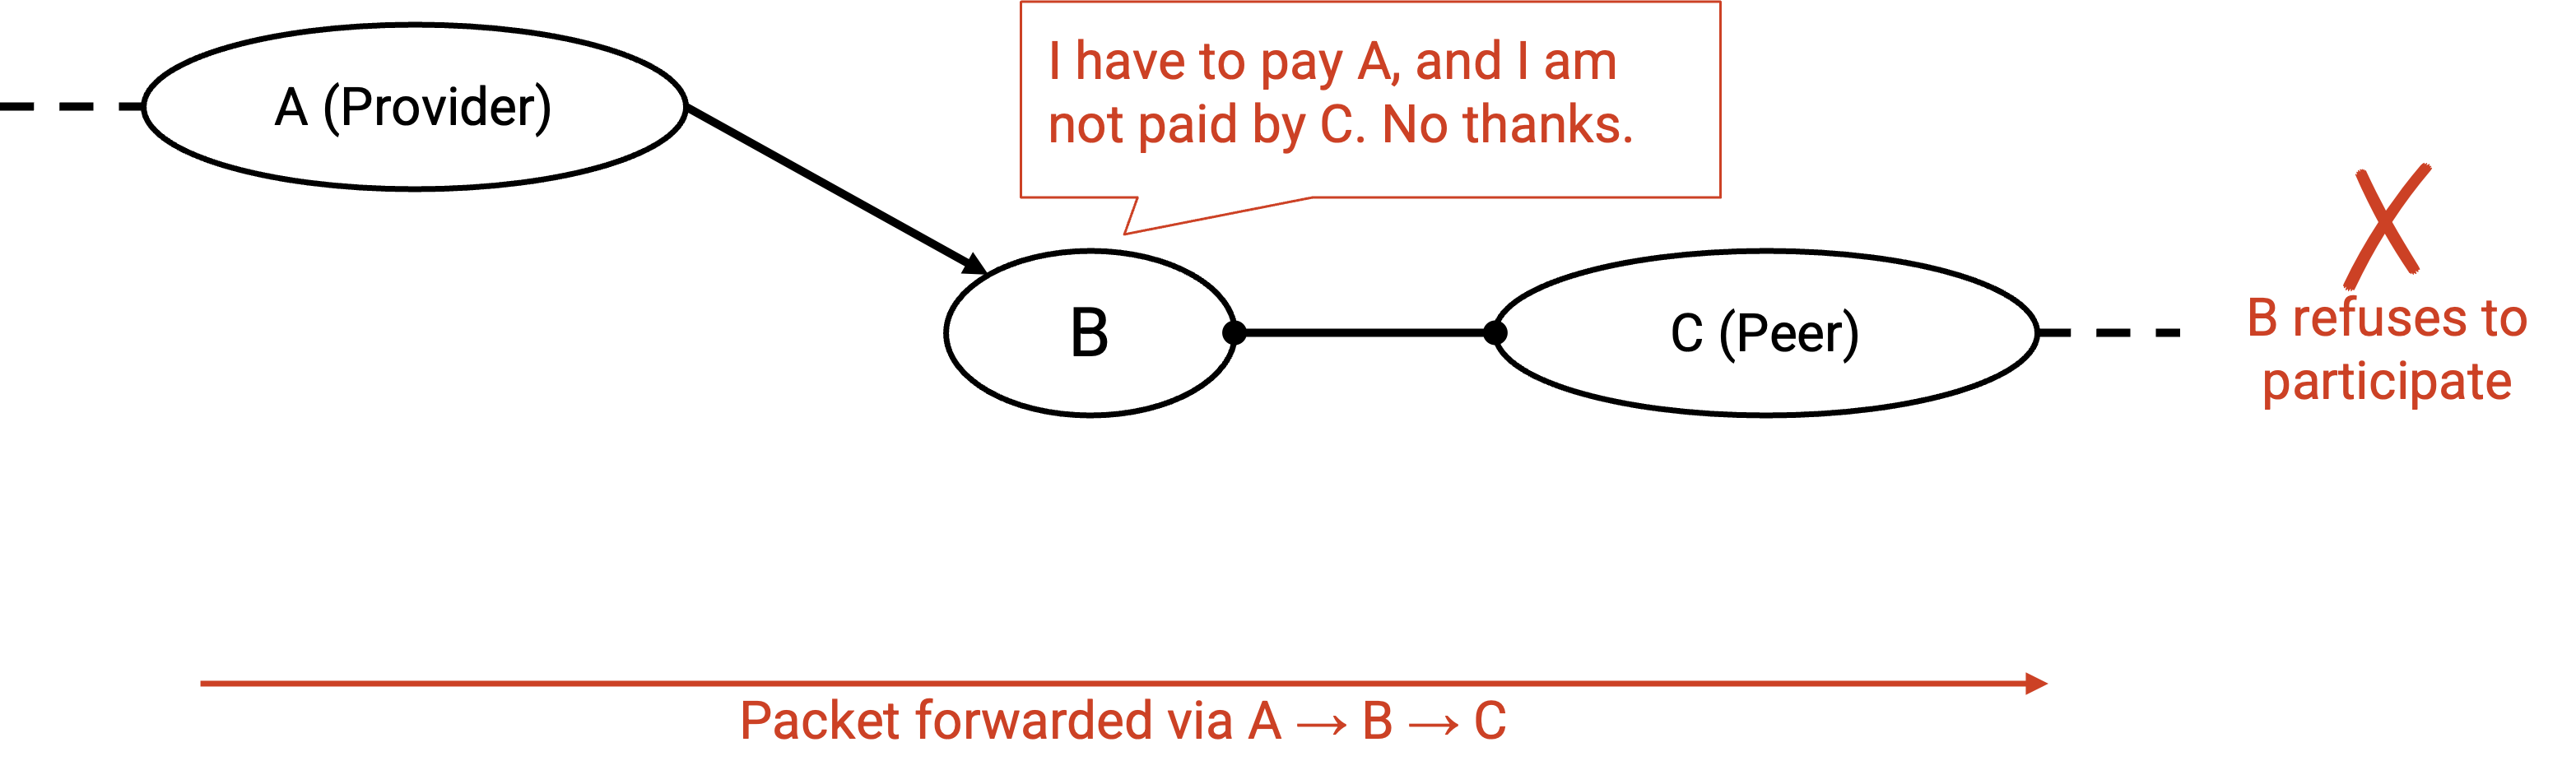 A (Provider)
I have to pay A, and I am
not paid by C. No thanks.
B
C (Peer)
B refuses to
participate
Packet forwarded via A → B → C